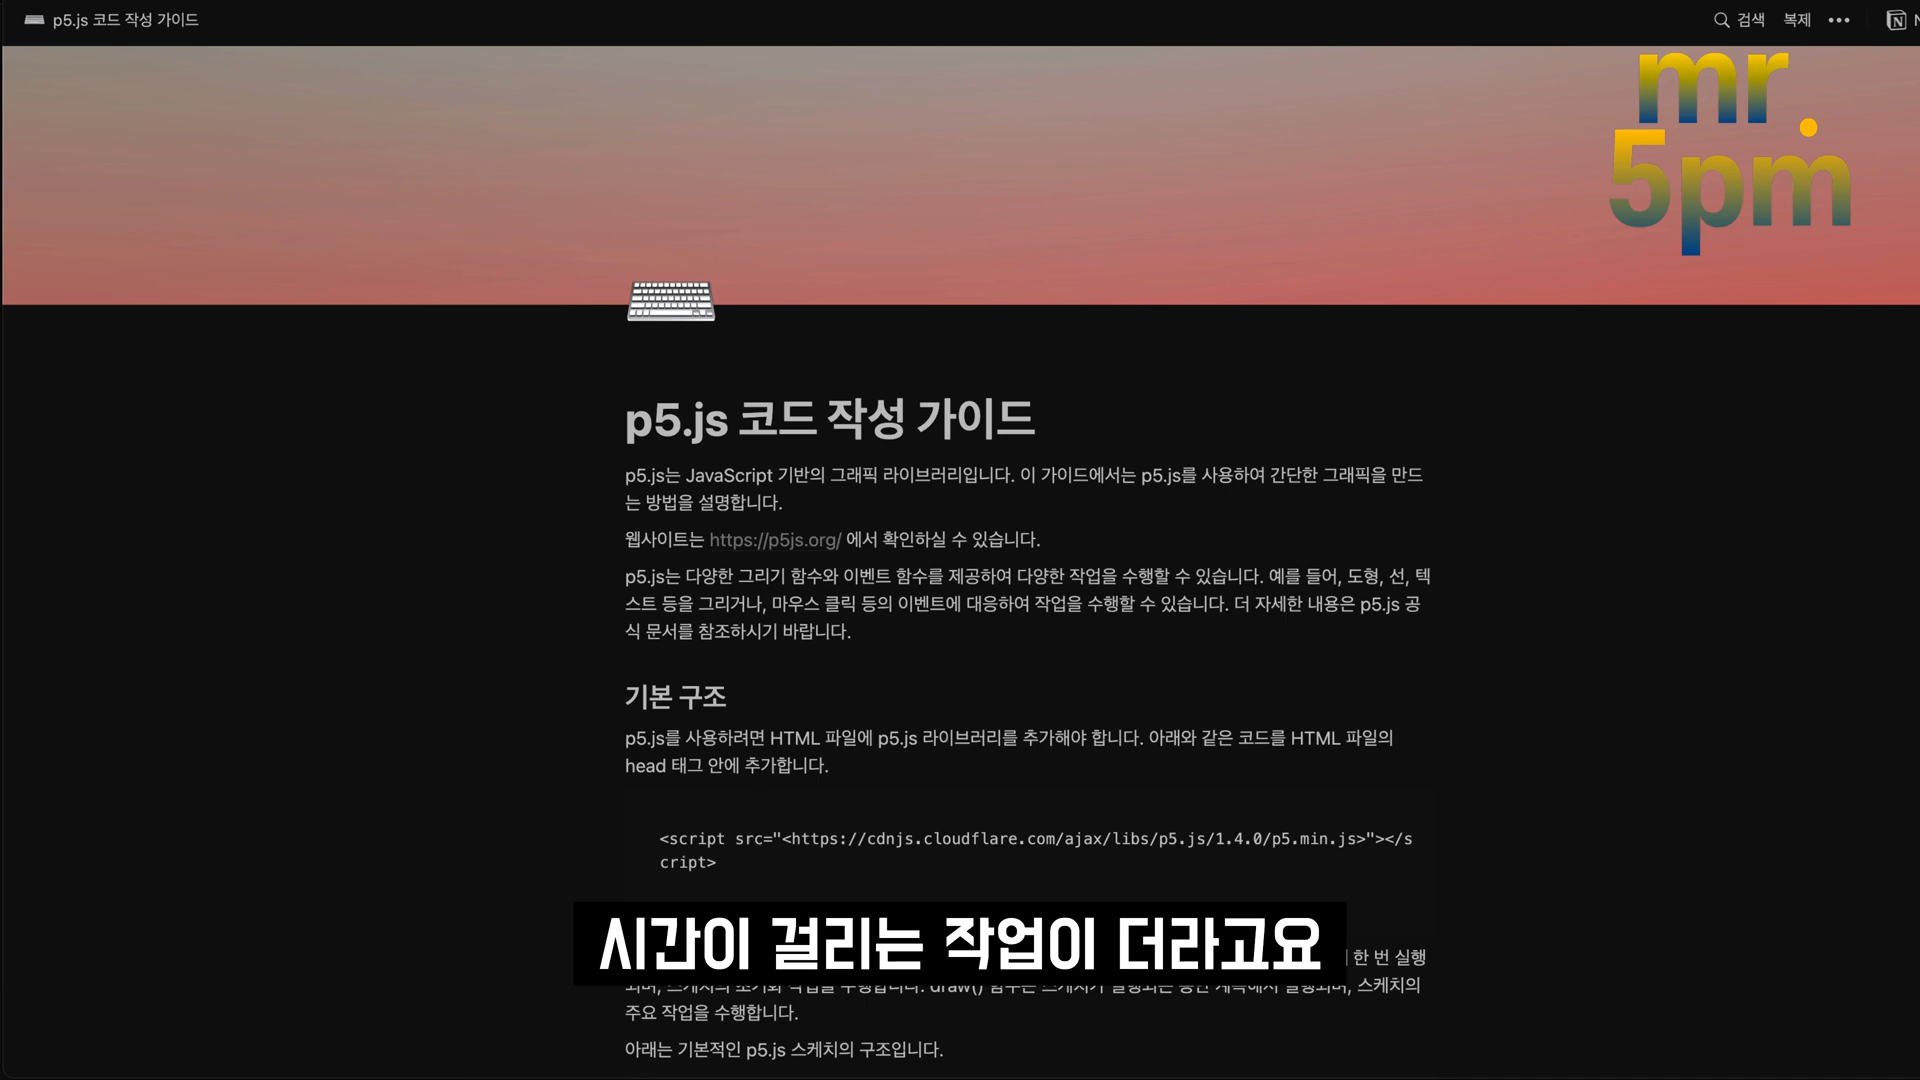 p5.js 코드 작성 가이드
검색 복제
mr.
5pm
p5.js 코드 작성 가이드
p5.js는 JavaScript 기반의 그래픽 라이브러리입니다. 이 가이드에서는 p5.js를 사용하여 간단한 그래픽을 만드
는 방법을 설명합니다.
웹사이트는 https://p5js.org/ 에서 확인하실 수 있습니다.
p5.js는 다양한 그리기 함수와 이벤트 함수를 제공하여 다양한 작업을 수행할 수 있습니다. 예를 들어, 도형, 선, 텍
스트 등을 그리거나, 마우스 클릭 등의 이벤트에 대응하여 작업을 수행할 수 있습니다. 더 자세한 내용은 p5.js 공
식 문서를 참조하시기 바랍니다.
기본 구조
p5.js를 사용하려면 HTML 파일에 p5.js 라이브러리를 추가해야 합니다. 아래와 같은 코드를 HTML 파일의
head 태그 안에 추가합니다.
<script src="<https://cdnjs.cloudflare.com/ajax/libs/p5.js/1.4.0/p5.min.js>"></s
cript>
시간이 걸리는 작업이 더라고요
한 번 실행
스케치의
주요 작업을 수행합니다.
아래는 기본적인 p5.js 스케치의 구조입니다.